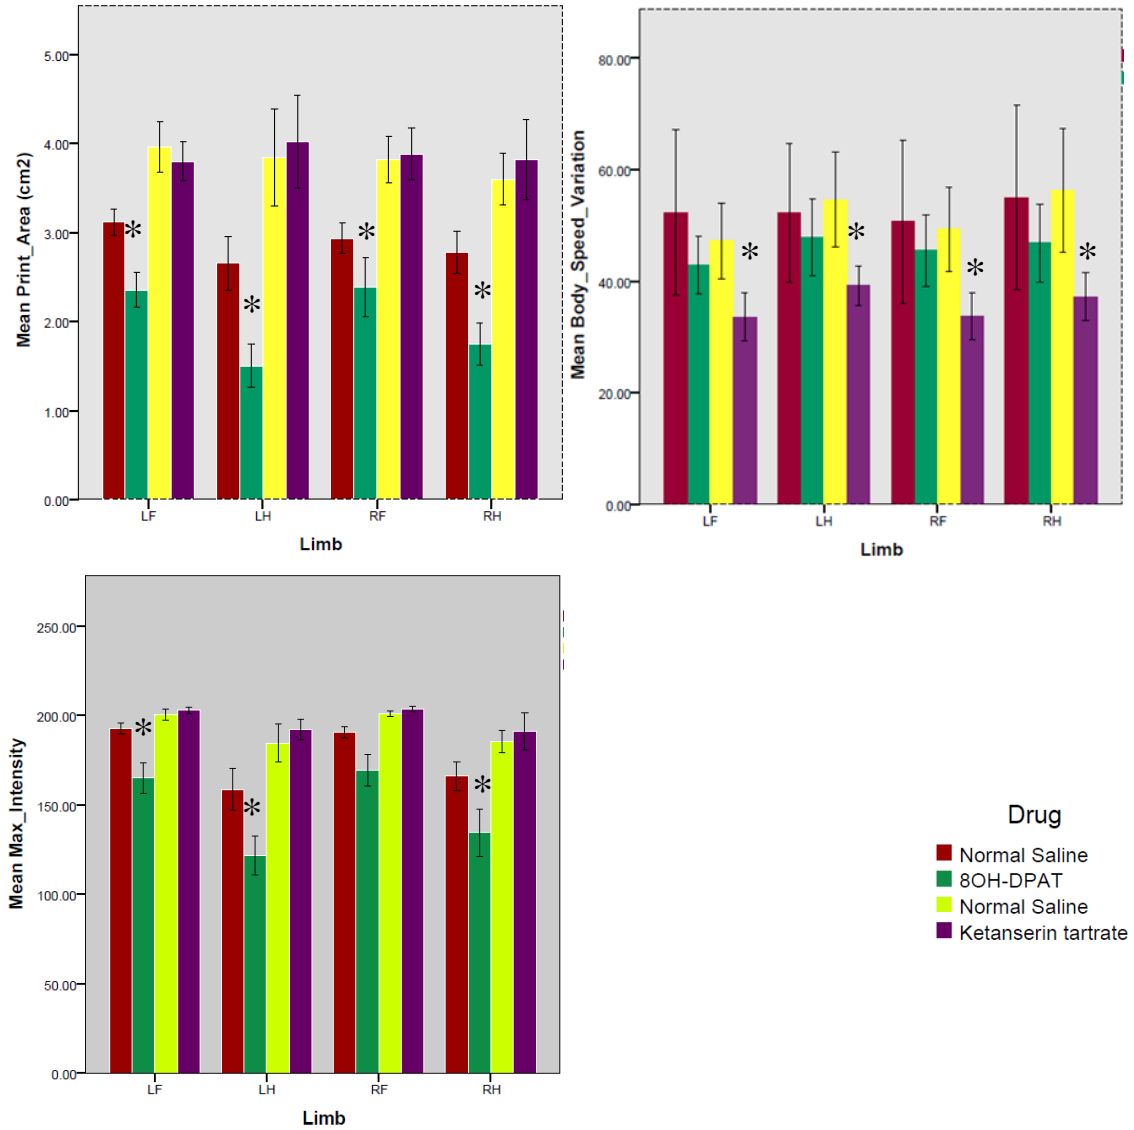 Mean Print_Area (cm2)
5.00
4.00
3.00
2.00
1.00
0.00
* * * *
LF LH RF RH
Limb
Mean Body_Speed_Variation
80.00
60.00
40.00
20.00
0.00
* * * *
LF LH RF RH
Limb
Mean Max_Intensity
250.00
200.00
150.00
100.00
50.00
0.00
* * *
LF LH RF RH
Limb
Drug
Normal Saline
8OH-DPAT
Normal Saline
Ketanserin tartrate